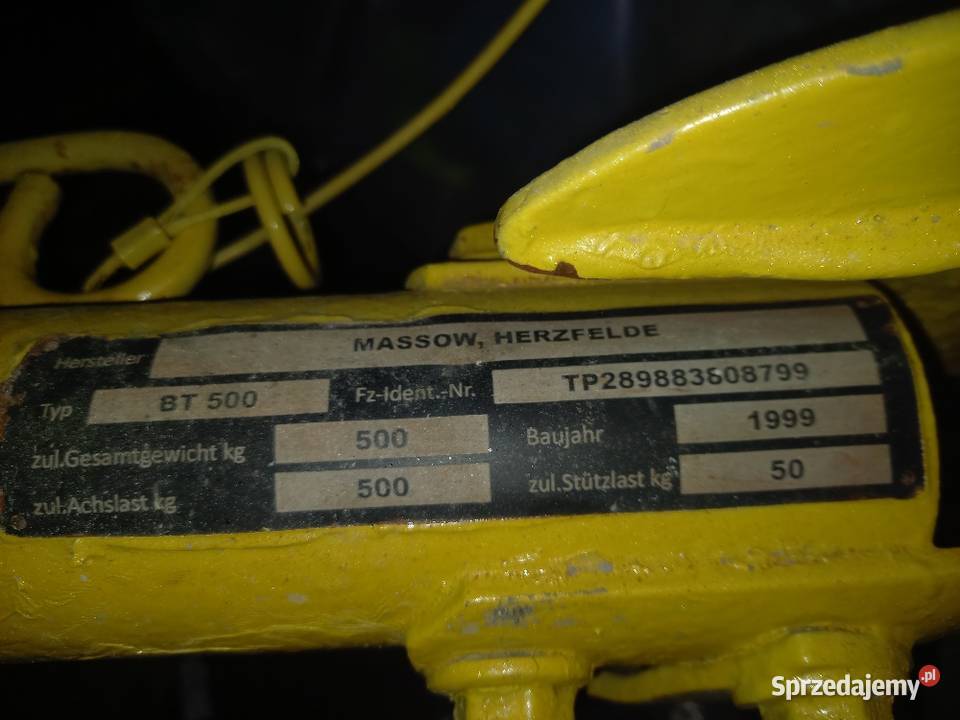 Hersteller MASSOW, HERZFELDE
Typ BT 500 Fz-Ident.-Nr. TP289883608799
zul.Gesamtgewicht kg 500 Baujahr 1999
zul.Achslast kg 500 zul.Stützlast kg 50
Sprzedajemy.pl